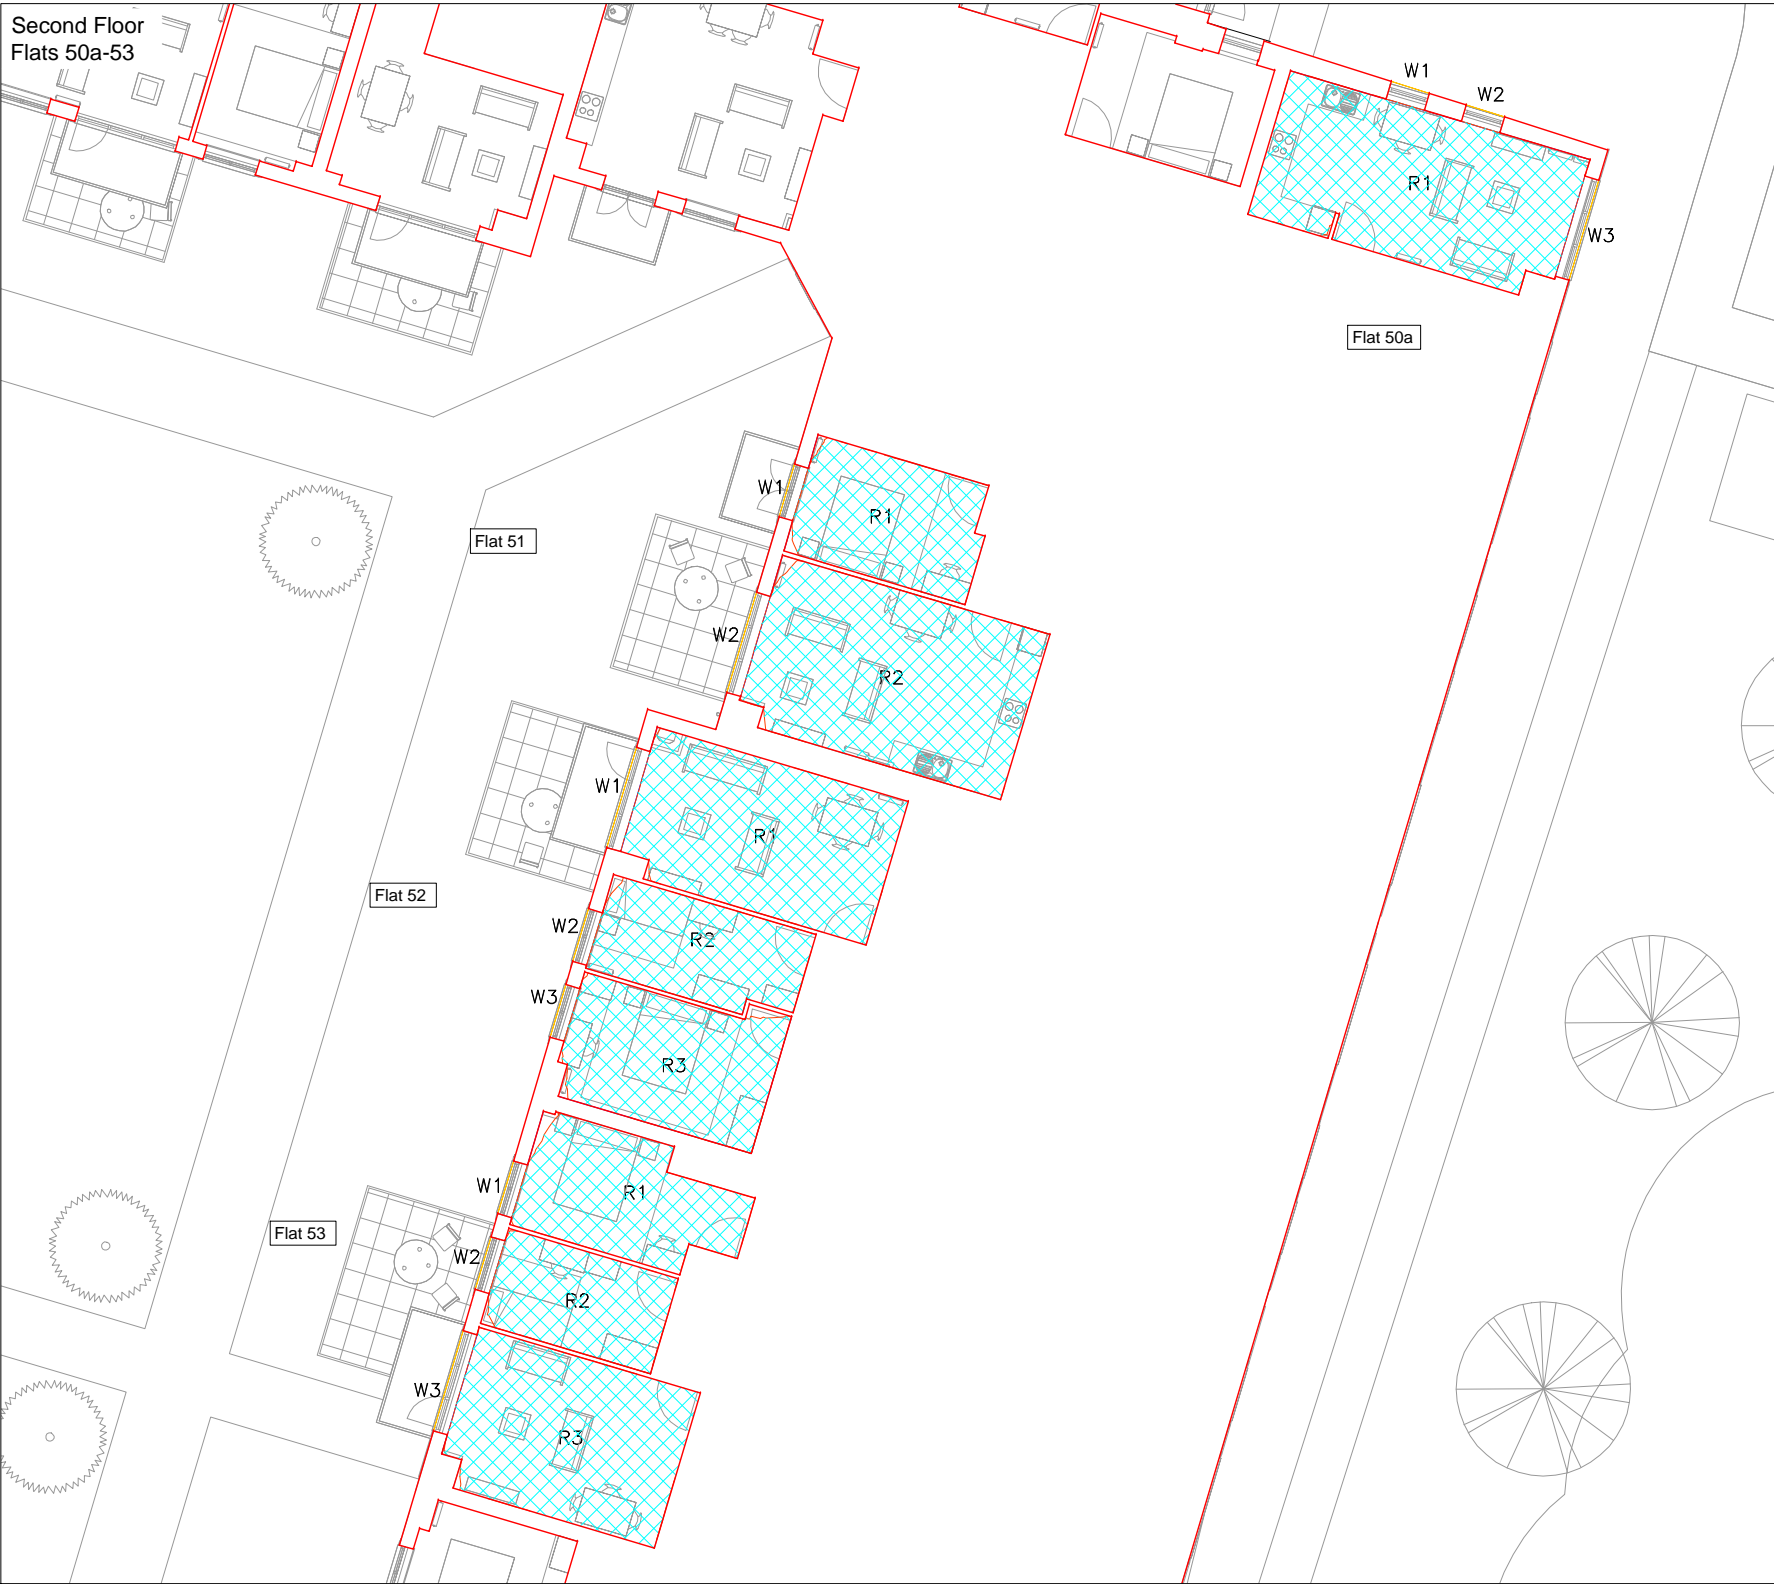 Second Floor
Flats 50a-53
W1
W2
R1
W3
Flat 50a
W1
R1
Flat 51
W2
R2
W1
R1
Flat 52
W2
R2
W3
R3
W1
R1
Flat 53
W2
R2
W3
R3